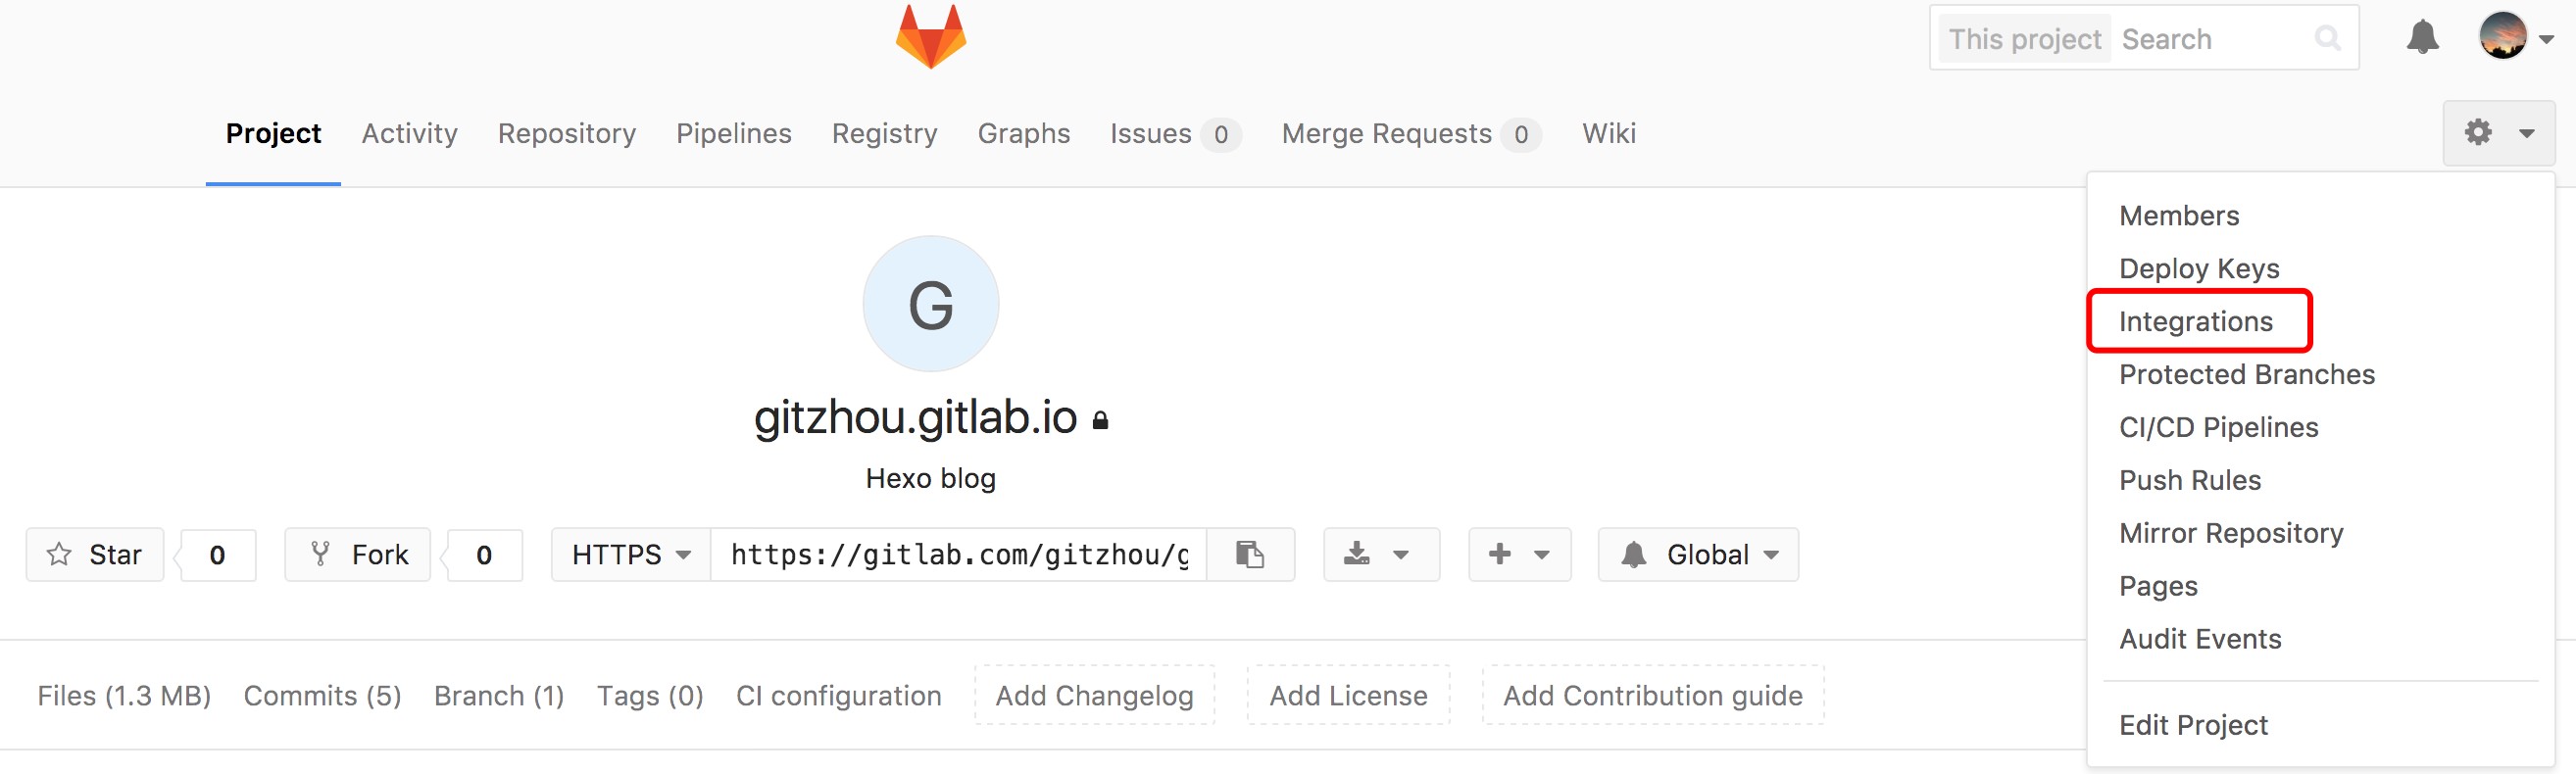 This project Search
Project Activity Repository Pipelines Registry Graphs Issues 0 Merge Requests 0 Wiki
Members
Deploy Keys
Integrations
Protected Branches
CI/CD Pipelines
Push Rules
Mirror Repository
Pages
Audit Events
Edit Project
G
gitzhou.gitlab.io
Hexo blog
Star 0 Fork 0 HTTPS https://gitlab.com/gitzhou/g Global
Files (1.3 MB) Commits (5) Branch (1) Tags (0) CI configuration Add Changelog Add License Add Contribution guide